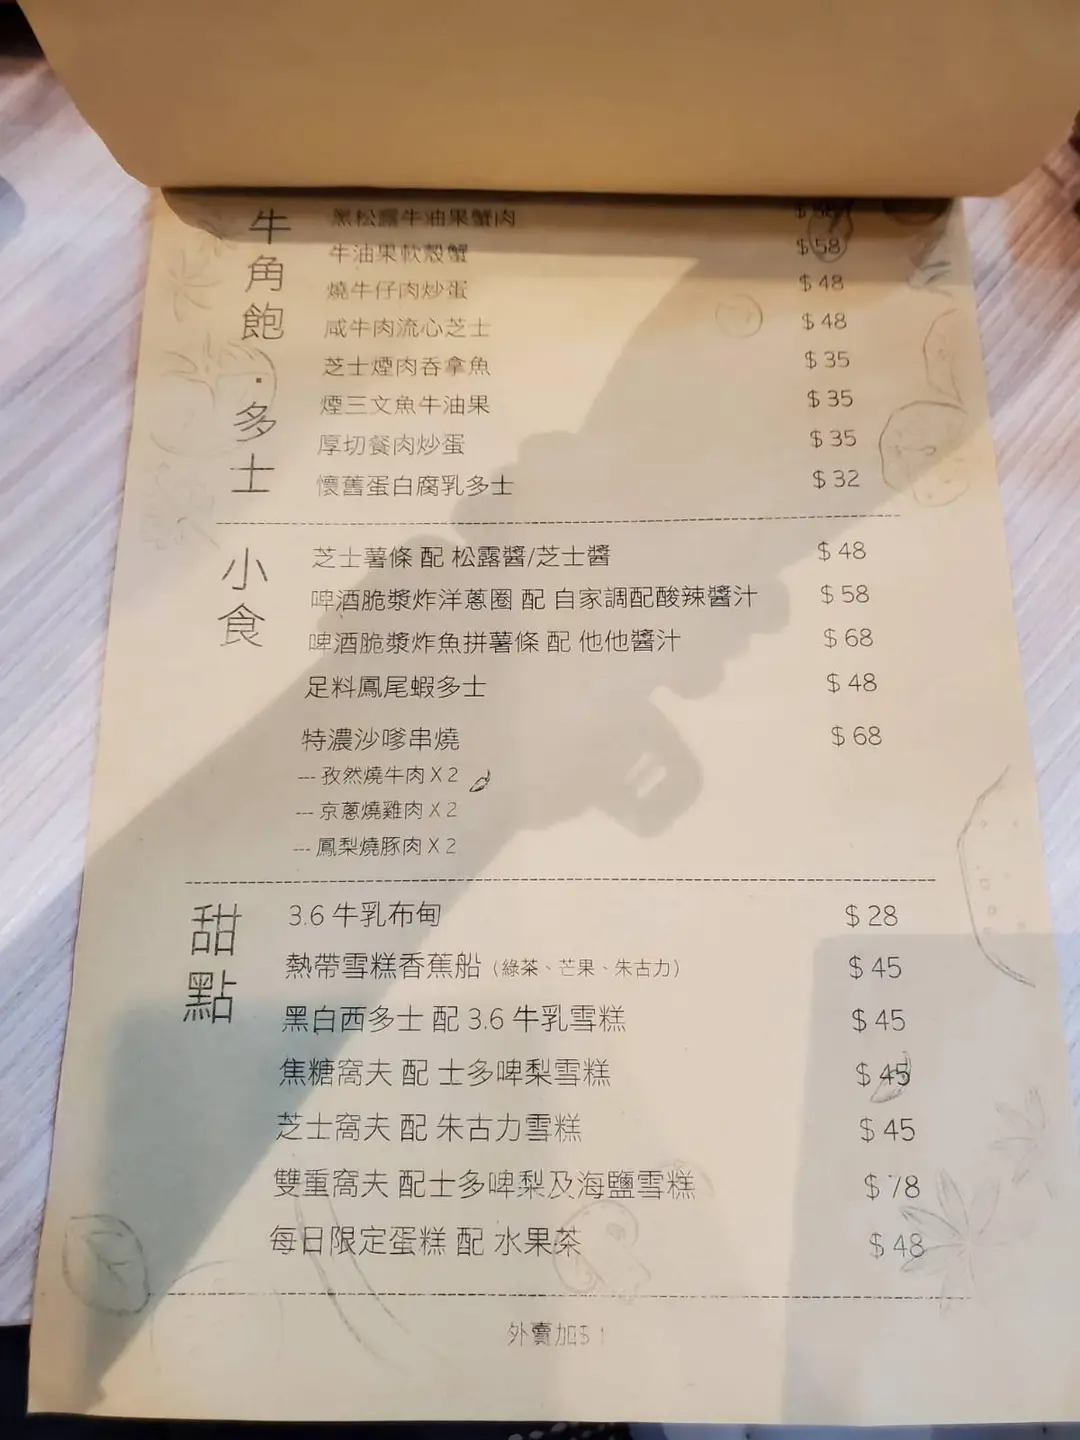 牛角飽・多士
黑松露牛油果蟹肉
牛油果軟殼蟹 $58
燒牛仔肉炒蛋 $48
咸牛肉流心芝士 $48
芝士煙肉吞拿魚 $35
煙三文魚牛油果 $35
厚切餐肉炒蛋 $35
懷舊蛋白腐乳多士 $32
小食
芝士薯條 配 松露醬/芝士醬 $48
啤酒脆漿炸洋蔥圈 配 自家調配酸辣醬汁 $58
啤酒脆漿炸魚拼薯條 配 他他醬汁 $68
足料鳳尾蝦多士 $48
特濃沙嗲串燒 $68
--- 孜然燒牛肉 X 2
--- 京蔥燒雞肉 X 2
--- 鳳梨燒豚肉 X 2
甜點
3.6 牛乳布甸 $28
熱帶雪糕香蕉船（綠茶、芒果、朱古力） $45
黑白西多士 配 3.6 牛乳雪糕 $45
焦糖窩夫 配 士多啤梨雪糕 $45
芝士窩夫 配 朱古力雪糕 $45
雙重窩夫 配士多啤梨及海鹽雪糕 $78
每日限定蛋糕 配 水果茶 $48
外賣加$1